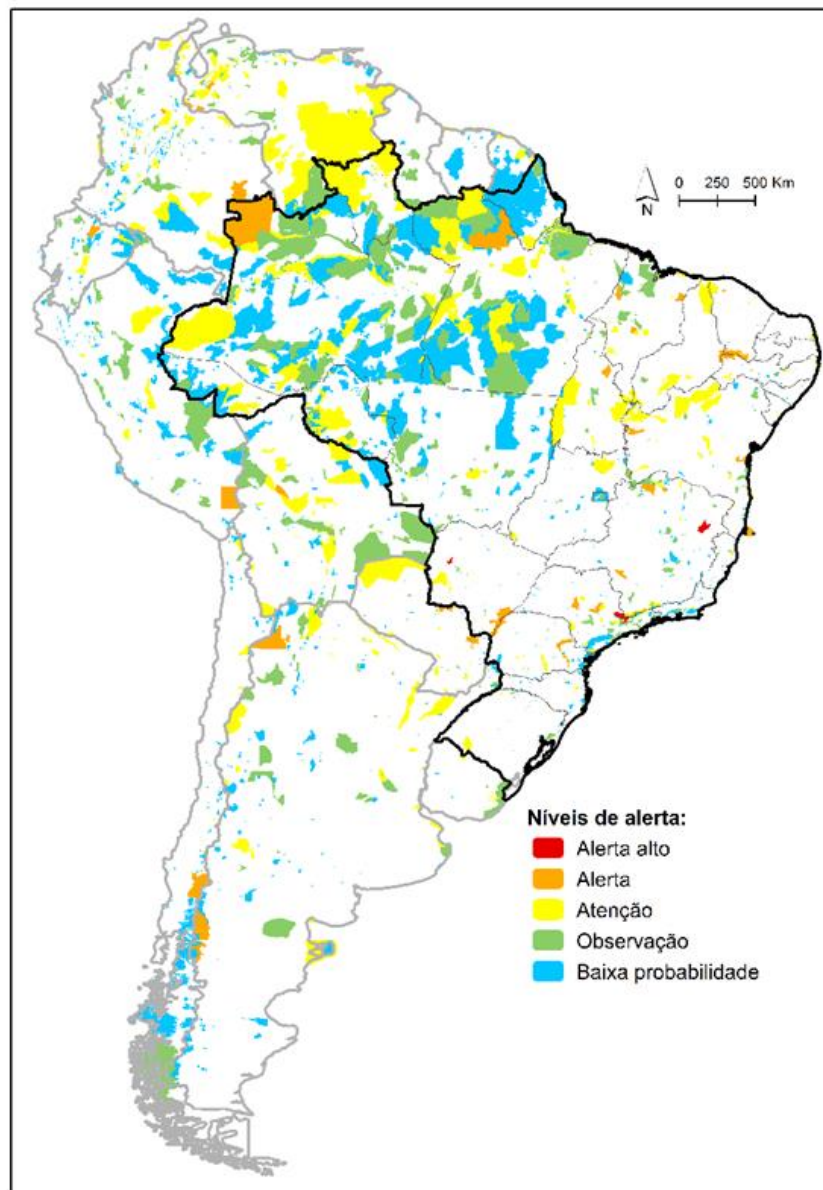 0 250 500 Km
N
Níveis de alerta:
Alerta alto
Alerta
Atenção
Observação
Baixa probabilidade